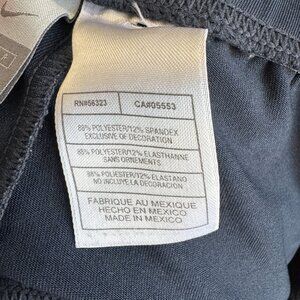 RN#56323 CA#05553
88% POLYESTER/12% SPANDEX
EXCLUSIVE OF DECORATION
88% POLYESTER/12% ELASTHANNE
SANS ORNEMENTS
88% POLIESTER/12% ELASTANO
NO INCLUYE LA DECORACION
FABRIQUE AU MEXIQUE
HECHO EN MEXICO
MADE IN MEXICO